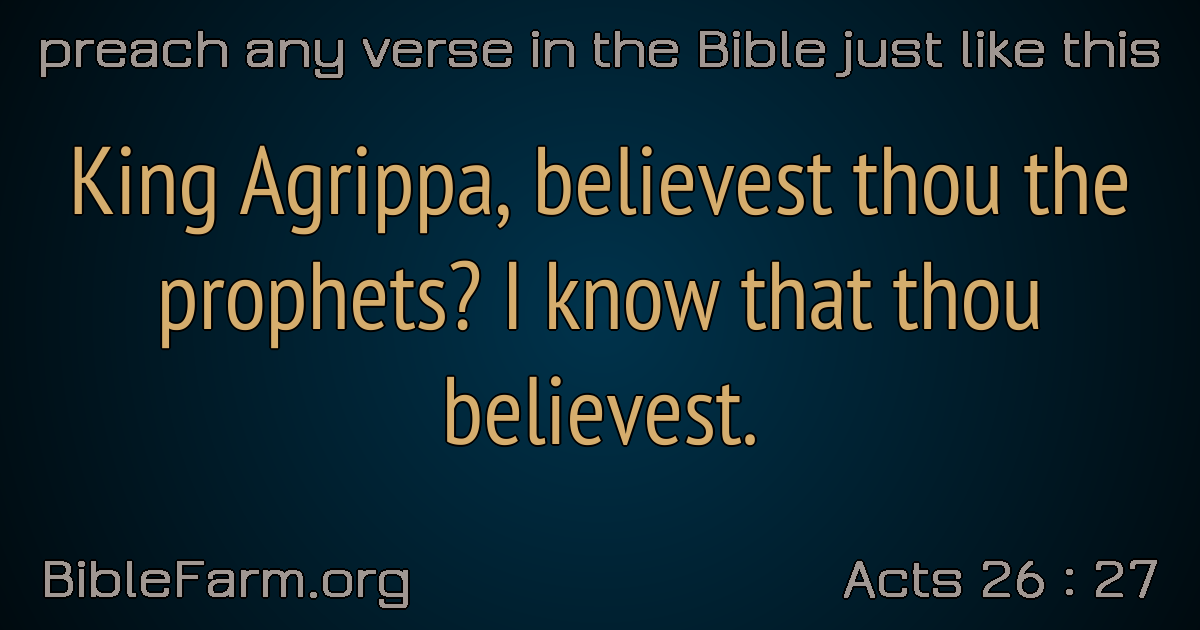 preach any verse in the Bible just like this
King Agrippa, believest thou the
prophets? I know that thou
believest.
BibleFarm.org
Acts 26 : 27